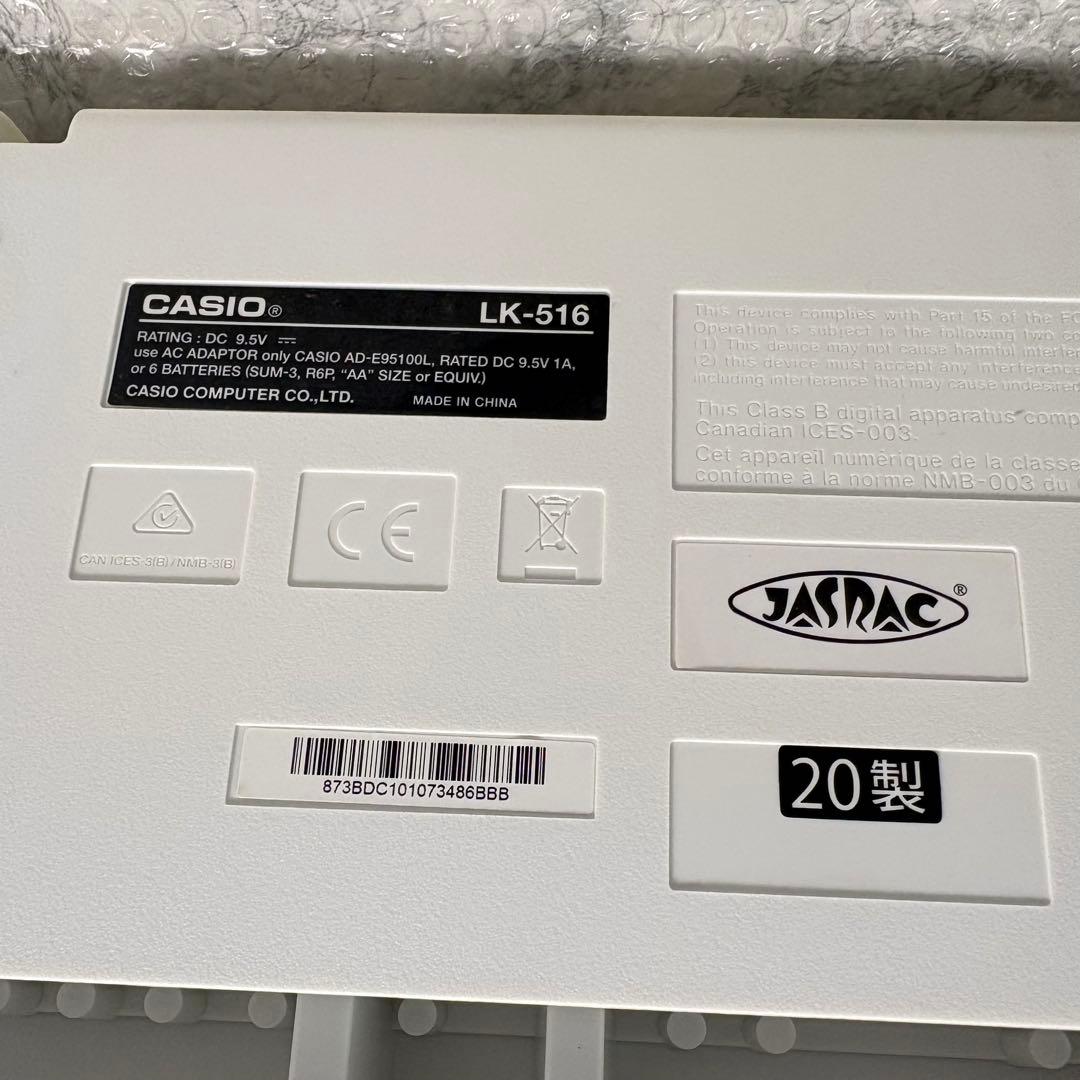 CASIO® LK-516
RATING : DC 9.5V ⎓
use AC ADAPTOR only CASIO AD-E95100L, RATED DC 9.5V 1A,
or 6 BATTERIES (SUM-3, R6P, “AA” SIZE or EQUIV.)
CASIO COMPUTER CO.,LTD. MADE IN CHINA
This device complies with Part 15 of the
Operation is subject to the following two
(1) This device may not cause harmful
(2) this device must accept any interference
including interference that may cause
This Class B digital apparatus
Canadian ICES-003.
Cet appareil numérique de la classe
conforme à la norme NMB-003 du
CAN ICES-3(B) / NMB-3(B)
CE
JASRAC®
873BDC101073486BBB
20製